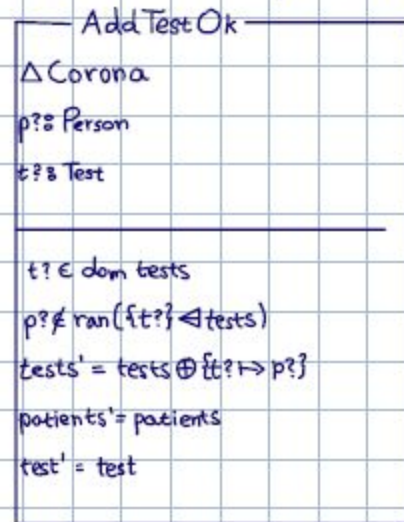 AddTestOk
ΔCorona
p?: Person
t?: Test
t? ∈ dom tests
p? ∉ ran({t?} ◁ tests)
tests' = tests ⊕ {t? ↦ p?}
patients' = patients
test' = test